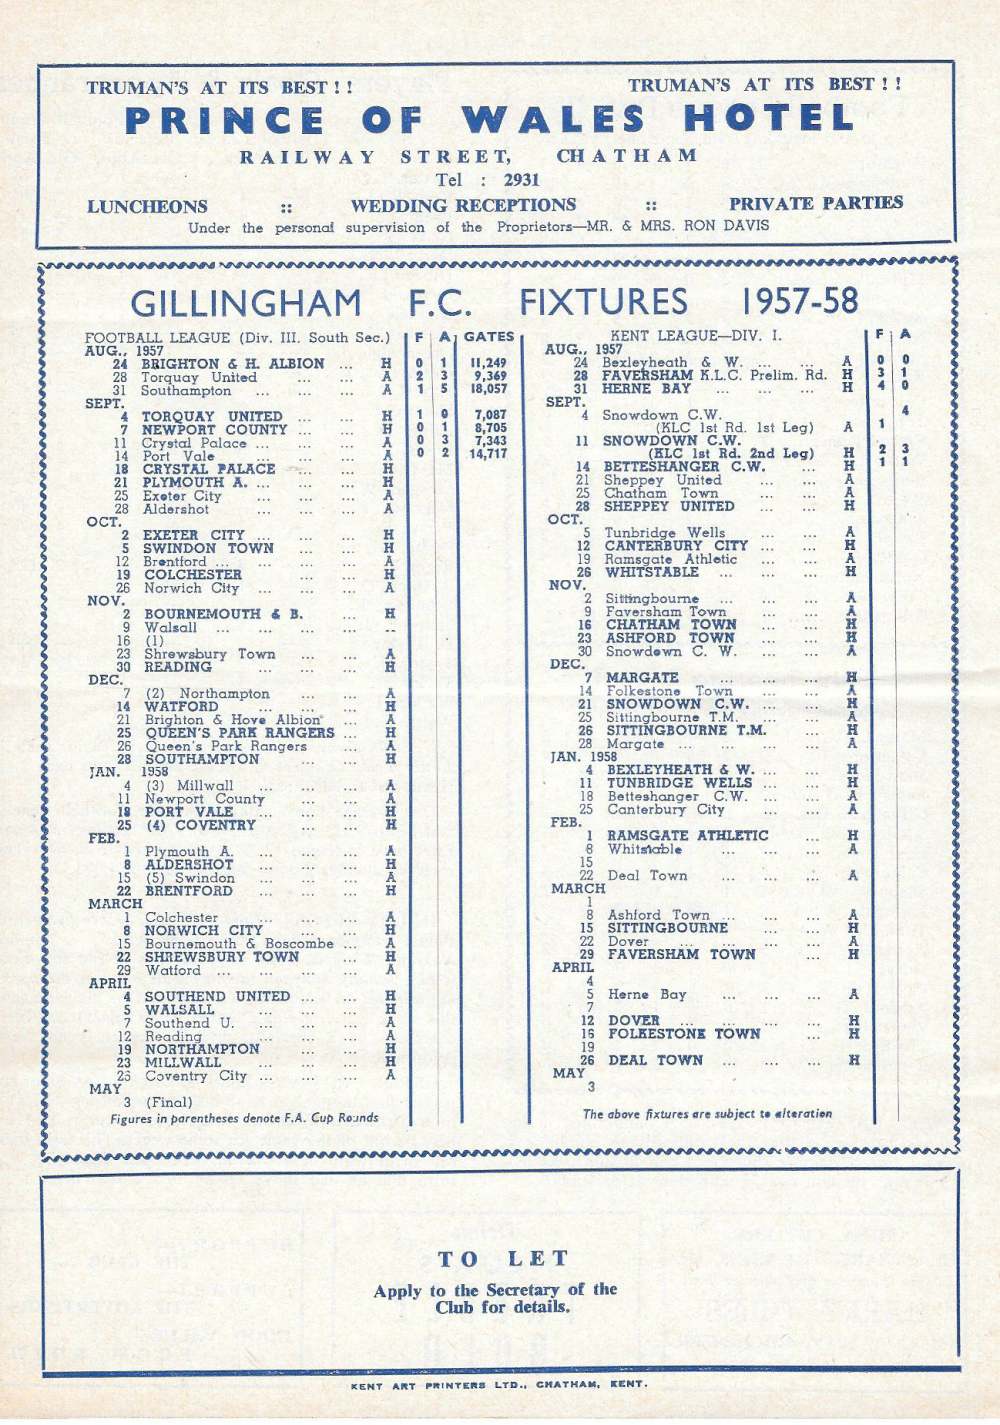 TRUMAN'S AT ITS BEST ! ! TRUMAN'S AT ITS BEST ! !
PRINCE OF WALES HOTEL
RAILWAY STREET, CHATHAM
Tel : 2931
LUNCHEONS :: WEDDING RECEPTIONS :: PRIVATE PARTIES
Under the personal supervision of the Proprietors—MR. & MRS. RON DAVIS
GILLINGHAM F.C. FIXTURES 1957-58
FOOTBALL LEAGUE (Div. III. South Sec.) F A GATES
AUG., 1957
24 BRIGHTON & H. ALBION ... H 0 1 11,249
28 Torquay United ... ... A 2 3 9,369
31 Southampton ... ... ... A 1 5 18,057
SEPT.
4 TORQUAY UNITED ... ... H 1 0 7,087
7 NEWPORT COUNTY ... ... H 0 1 8,705
11 Crystal Palace ... ... ... A 0 3 7,343
14 Port Vale ... ... ... A 0 2 14,717
18 CRYSTAL PALACE ... ... H
21 PLYMOUTH A. ... ... ... H
25 Exeter City ... ... ... A
28 Aldershot ... ... ... A
OCT.
2 EXETER CITY ... ... ... H
5 SWINDON TOWN ... ... H
12 Brentford ... ... ... ... A
19 COLCHESTER ... ... H
26 Norwich City ... ... ... A
NOV.
2 BOURNEMOUTH & B. ... H
9 Walsall ... ... ... ... --
16 (1)
23 Shrewsbury Town ... ... A
30 READING ... ... ... H
DEC.
7 (2) Northampton ... ... A
14 WATFORD ... ... ... H
21 Brighton & Hove Albion ... A
25 QUEEN'S PARK RANGERS ... H
26 Queen's Park Rangers ... A
28 SOUTHAMPTON ... ... H
JAN. 1958
4 (3) Millwall ... ... ... A
11 Newport County ... ... A
18 PORT VALE ... ... ... H
25 (4) COVENTRY ... ... H
FEB.
1 Plymouth A. ... ... ... A
8 ALDERSHOT ... ... ... H
15 (5) Swindon ... ... ... A
22 BRENTFORD ... ... ... H
MARCH
1 Colchester ... ... ... A
8 NORWICH CITY ... ... H
15 Bournemouth & Boscombe ... A
22 SHREWSBURY TOWN ... H
29 Watford ... ... ... ... A
APRIL
4 SOUTHEND UNITED ... ... H
5 WALSALL ... ... ... H
7 Southend U. ... ... ... A
12 Reading ... ... ... A
19 NORTHAMPTON ... ... H
23 MILLWALL ... ... ... H
Coventry City ... ... ... A
MAY
3 (Final)
Figures in parentheses denote F.A. Cup Rounds
KENT LEAGUE—DIV. I. F A
AUG., 1957
24 Bexleyheath & W. ... ... A 0 0
28 FAVERSHAM K.L.C. Prelim. Rd. H 3 1
31 HERNE BAY ... ... ... H 4 0
SEPT.
4 Snowdown C.W.
(KLC 1st Rd. 1st Leg) A 1 4
11 SNOWDOWN C.W.
(KLC 1st Rd. 2nd Leg) H 2 3
14 BETTESHANGER C.W. ... H 1 1
21 Sheppey United ... ... A
25 Chatham Town ... ... A
28 SHEPPEY UNITED ... ... H
OCT.
5 Tunbridge Wells ... ... A
12 CANTERBURY CITY ... ... H
19 Ramsgate Athletic ... ... A
26 WHITSTABLE ... ... ... H
NOV.
2 Sittingbourne ... ... ... A
9 Faversham Town ... ... A
16 CHATHAM TOWN ... ... H
23 ASHFORD TOWN ... ... H
30 Snowdown C. W. ... ... A
DEC.
7 MARGATE ... ... ... H
14 Folkestone Town ... ... A
21 SNOWDOWN C.W. ... ... H
25 Sittingbourne T.M. ... ... A
26 SITTINGBOURNE T.M. ... H
28 Margate ... ... ... ... A
JAN. 1958
4 BEXLEYHEATH & W. ... ... H
11 TUNBRIDGE WELLS ... ... H
18 Betteshanger C.W. ... ... A
25 Canterbury City ... ... A
FEB.
1 RAMSGATE ATHLETIC ... H
8 Whitstable ... ... ... A
15
22 Deal Town ... ... ... A
MARCH
1
8 Ashford Town ... ... ... A
15 SITTINGBOURNE ... ... H
22 Dover ... ... ... ... A
29 FAVERSHAM TOWN ... H
APRIL
4
5 Herne Bay ... ... ... A
7
12 DOVER ... ... ... ... H
16 FOLKESTONE TOWN ... H
19
26 DEAL TOWN ... ... ... H
MAY
3
The above fixtures are subject to alteration
TO LET
Apply to the Secretary of the
Club for details.
KENT ART PRINTERS LTD., CHATHAM, KENT.